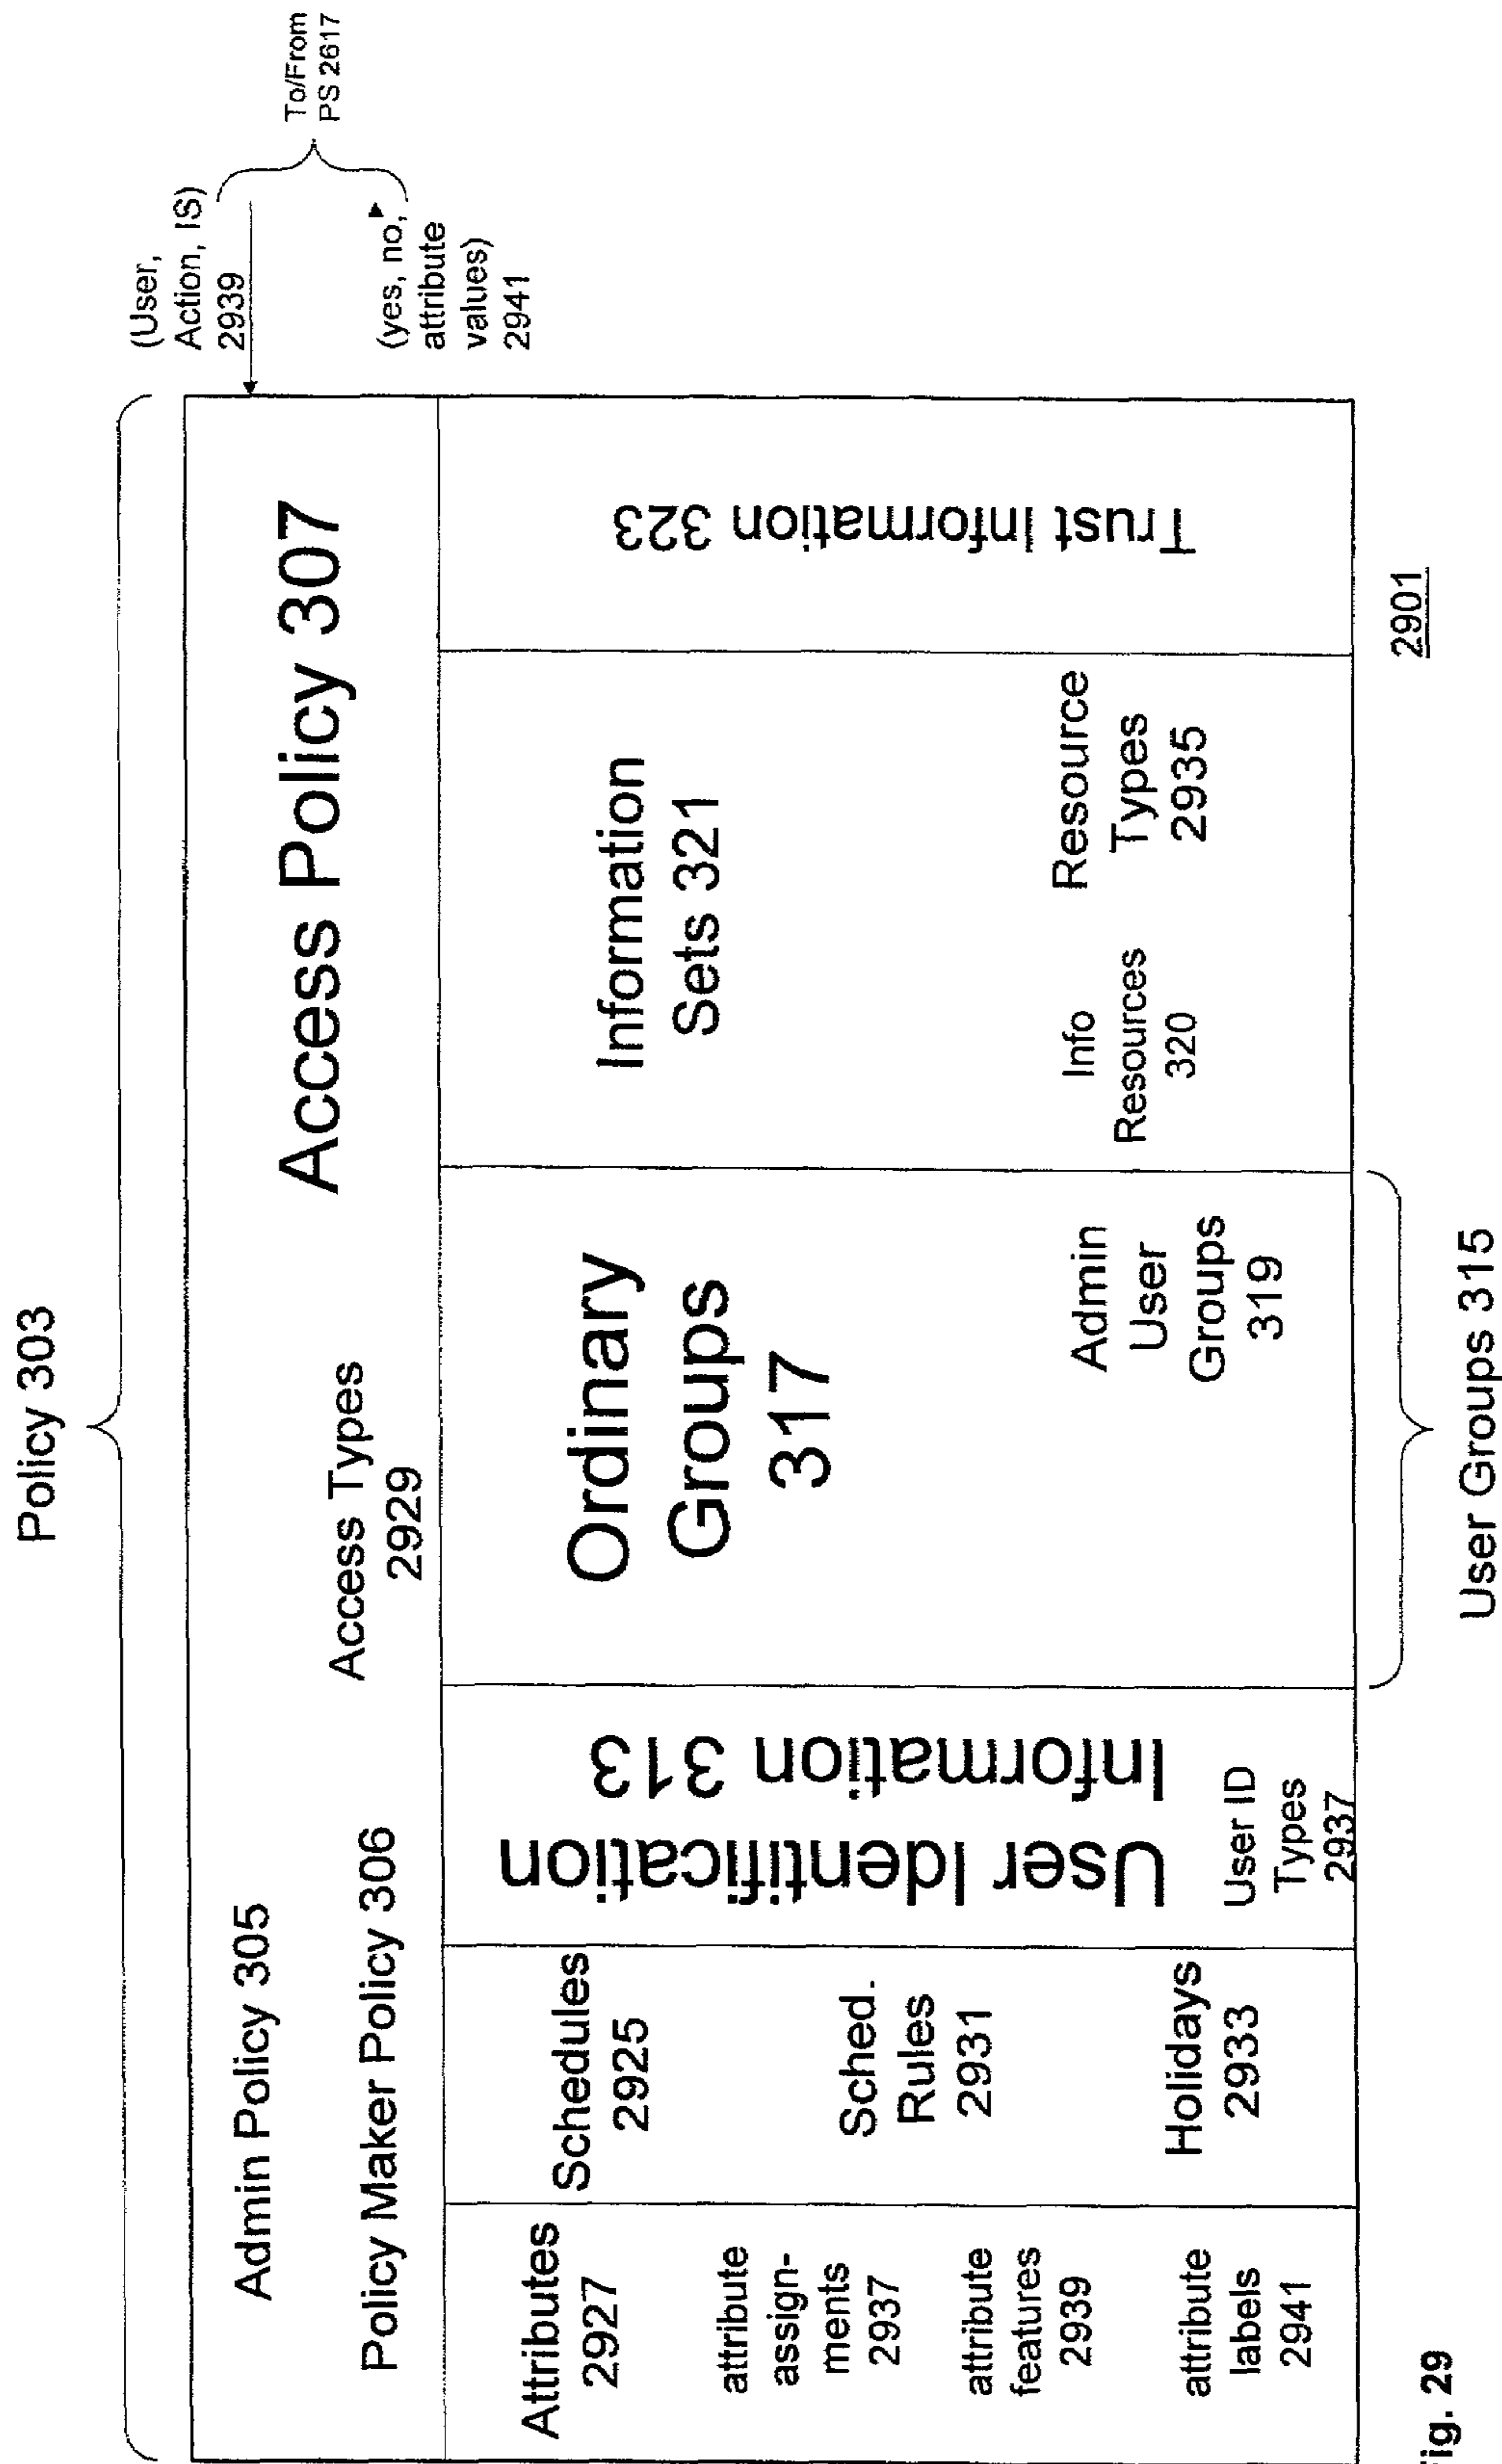 Policy 303
(User,
Action, IS)
2939
To/From
PS 2617
(yes, no,
attribute
values)
2941
Admin Policy 305
Policy Maker Policy 306
Access Types
2929
Access Policy 307
Attributes
2927
attribute
assign-
ments
2937
attribute
features
2939
attribute
labels
2941
Schedules
2925
Sched.
Rules
2931
Holidays
2933
User Identification
Information 313
User ID
Types
2937
Ordinary
Groups
317
Admin
User
Groups
319
Information
Sets 321
Info
Resources
320
Resource
Types
2935
Trust Information 323
User Groups 315
2901
ig. 29